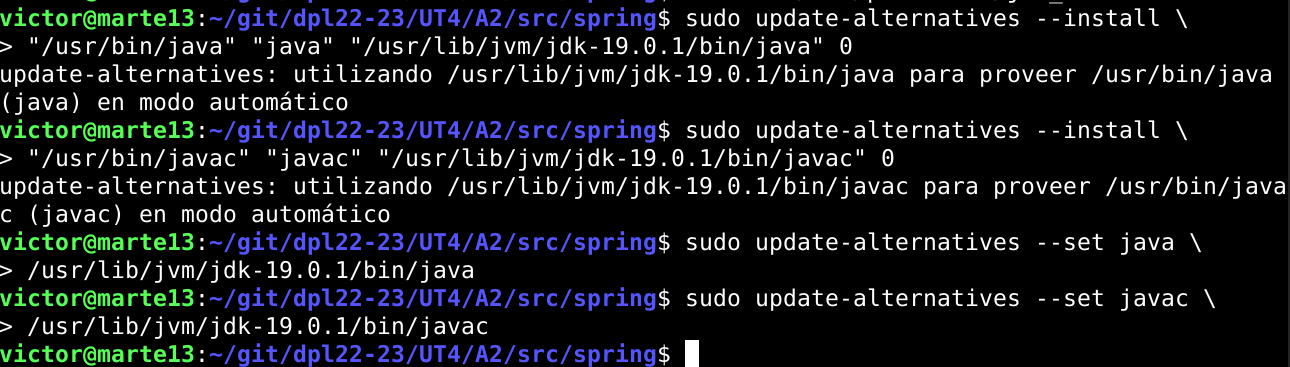 victor@marte13:~/git/dpl22-23/UT4/A2/src/spring$ sudo update-alternatives --install \
> "/usr/bin/java" "java" "/usr/lib/jvm/jdk-19.0.1/bin/java" 0
update-alternatives: utilizando /usr/lib/jvm/jdk-19.0.1/bin/java para proveer /usr/bin/java
(java) en modo automático
victor@marte13:~/git/dpl22-23/UT4/A2/src/spring$ sudo update-alternatives --install \
> "/usr/bin/javac" "javac" "/usr/lib/jvm/jdk-19.0.1/bin/javac" 0
update-alternatives: utilizando /usr/lib/jvm/jdk-19.0.1/bin/javac para proveer /usr/bin/java
c (javac) en modo automático
victor@marte13:~/git/dpl22-23/UT4/A2/src/spring$ sudo update-alternatives --set java \
> /usr/lib/jvm/jdk-19.0.1/bin/java
victor@marte13:~/git/dpl22-23/UT4/A2/src/spring$ sudo update-alternatives --set javac \
> /usr/lib/jvm/jdk-19.0.1/bin/javac
victor@marte13:~/git/dpl22-23/UT4/A2/src/spring$